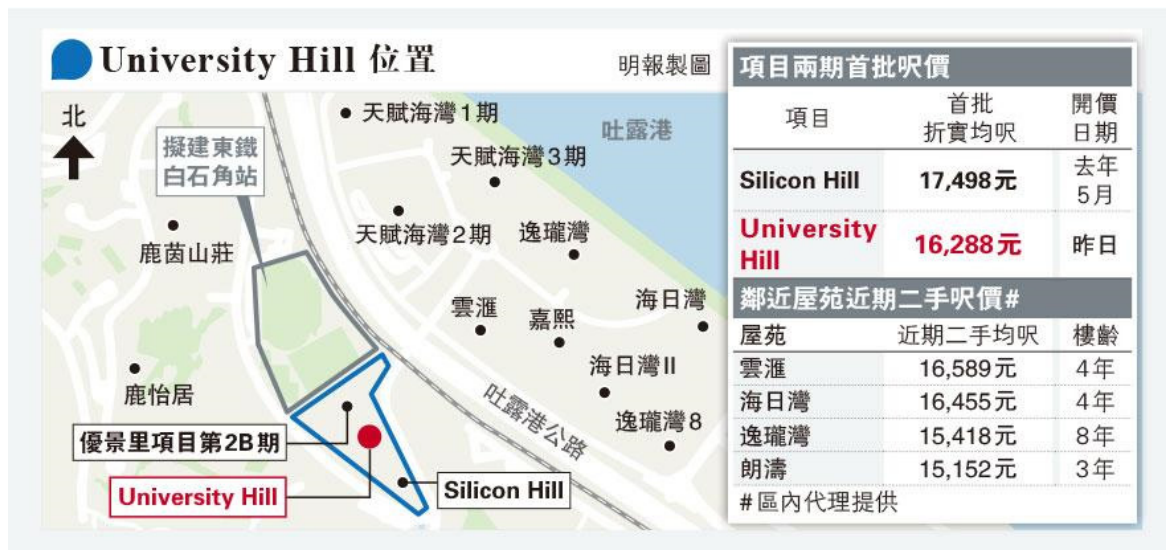 University Hill 位置
明報製圖
北
擬建東鐵
白石角站
天賦海灣1期
吐露港
天賦海灣3期
天賦海灣2期
逸瓏灣
鹿茵山莊
雲滙
嘉熙
海日灣
海日灣II
鹿怡居
吐露港公路
逸瓏灣8
優景里項目第2B期
University Hill
Silicon Hill
項目兩期首批呎價
項目
首批
折實均呎
開價
日期
Silicon Hill
17,498元
去年
5月
University
Hill
16,288元
昨日
鄰近屋苑近期二手呎價#
屋苑 近期二手均呎 樓齡
雲滙 16,589元 4年
海日灣 16,455元 4年
逸瓏灣 15,418元 8年
朗濤 15,152元 3年
#區內代理提供